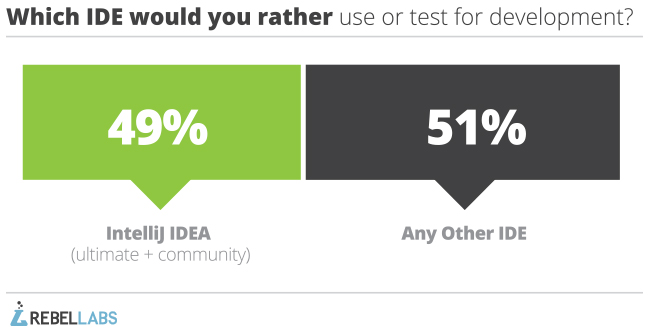 Which IDE would you rather use or test for development?
49%
51%
IntelliJ IDEA
(ultimate + community)
Any Other IDE
REBELLABS